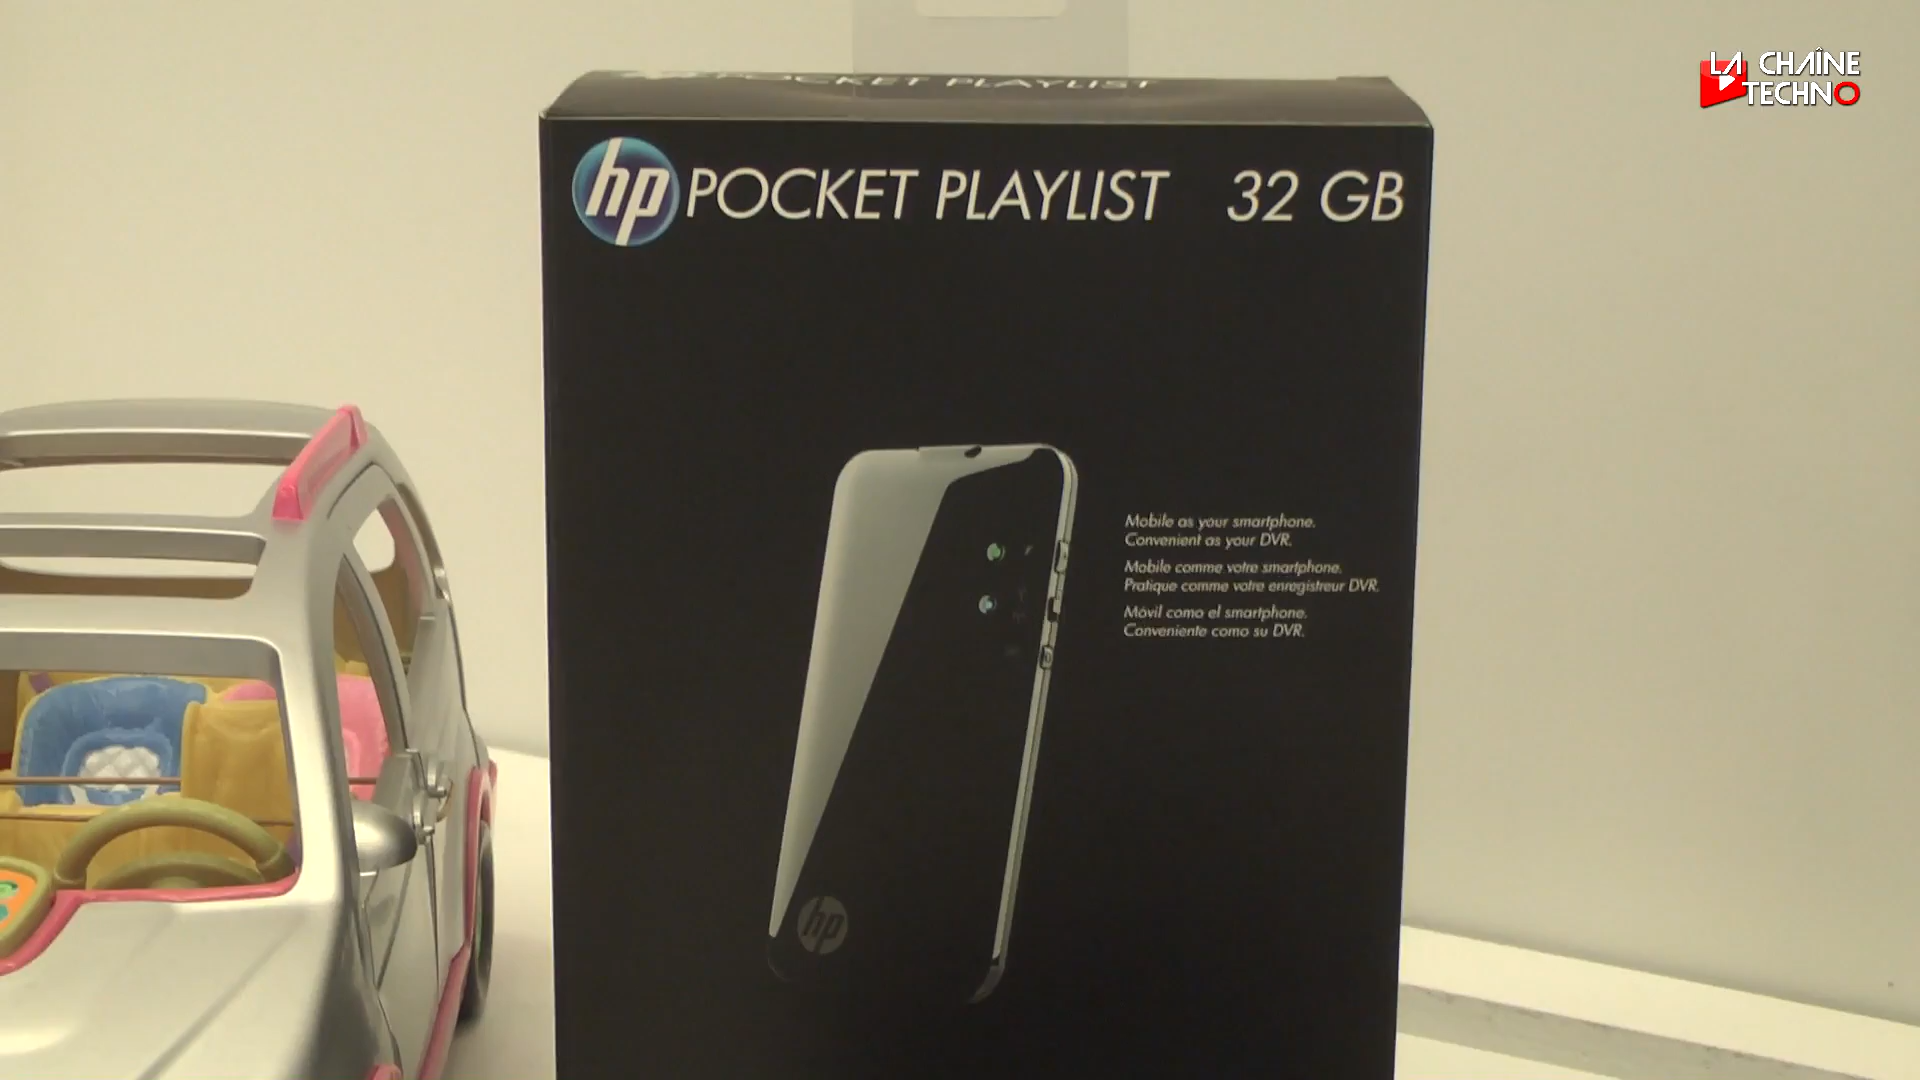 LA CHAÎNE
TECHNO
POCKET PLAYLIST
hp POCKET PLAYLIST 32 GB
Mobile as your smartphone.
Convenient as your DVR.
Mobile comme votre smartphone.
Pratique comme votre enregistreur DVR.
Móvil como el smartphone.
Conveniente como su DVR.
hp